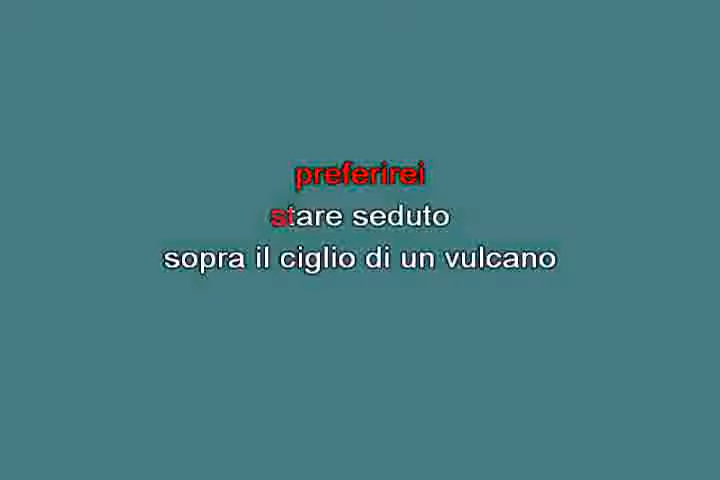 preferirei
stare seduto
sopra il ciglio di un vulcano